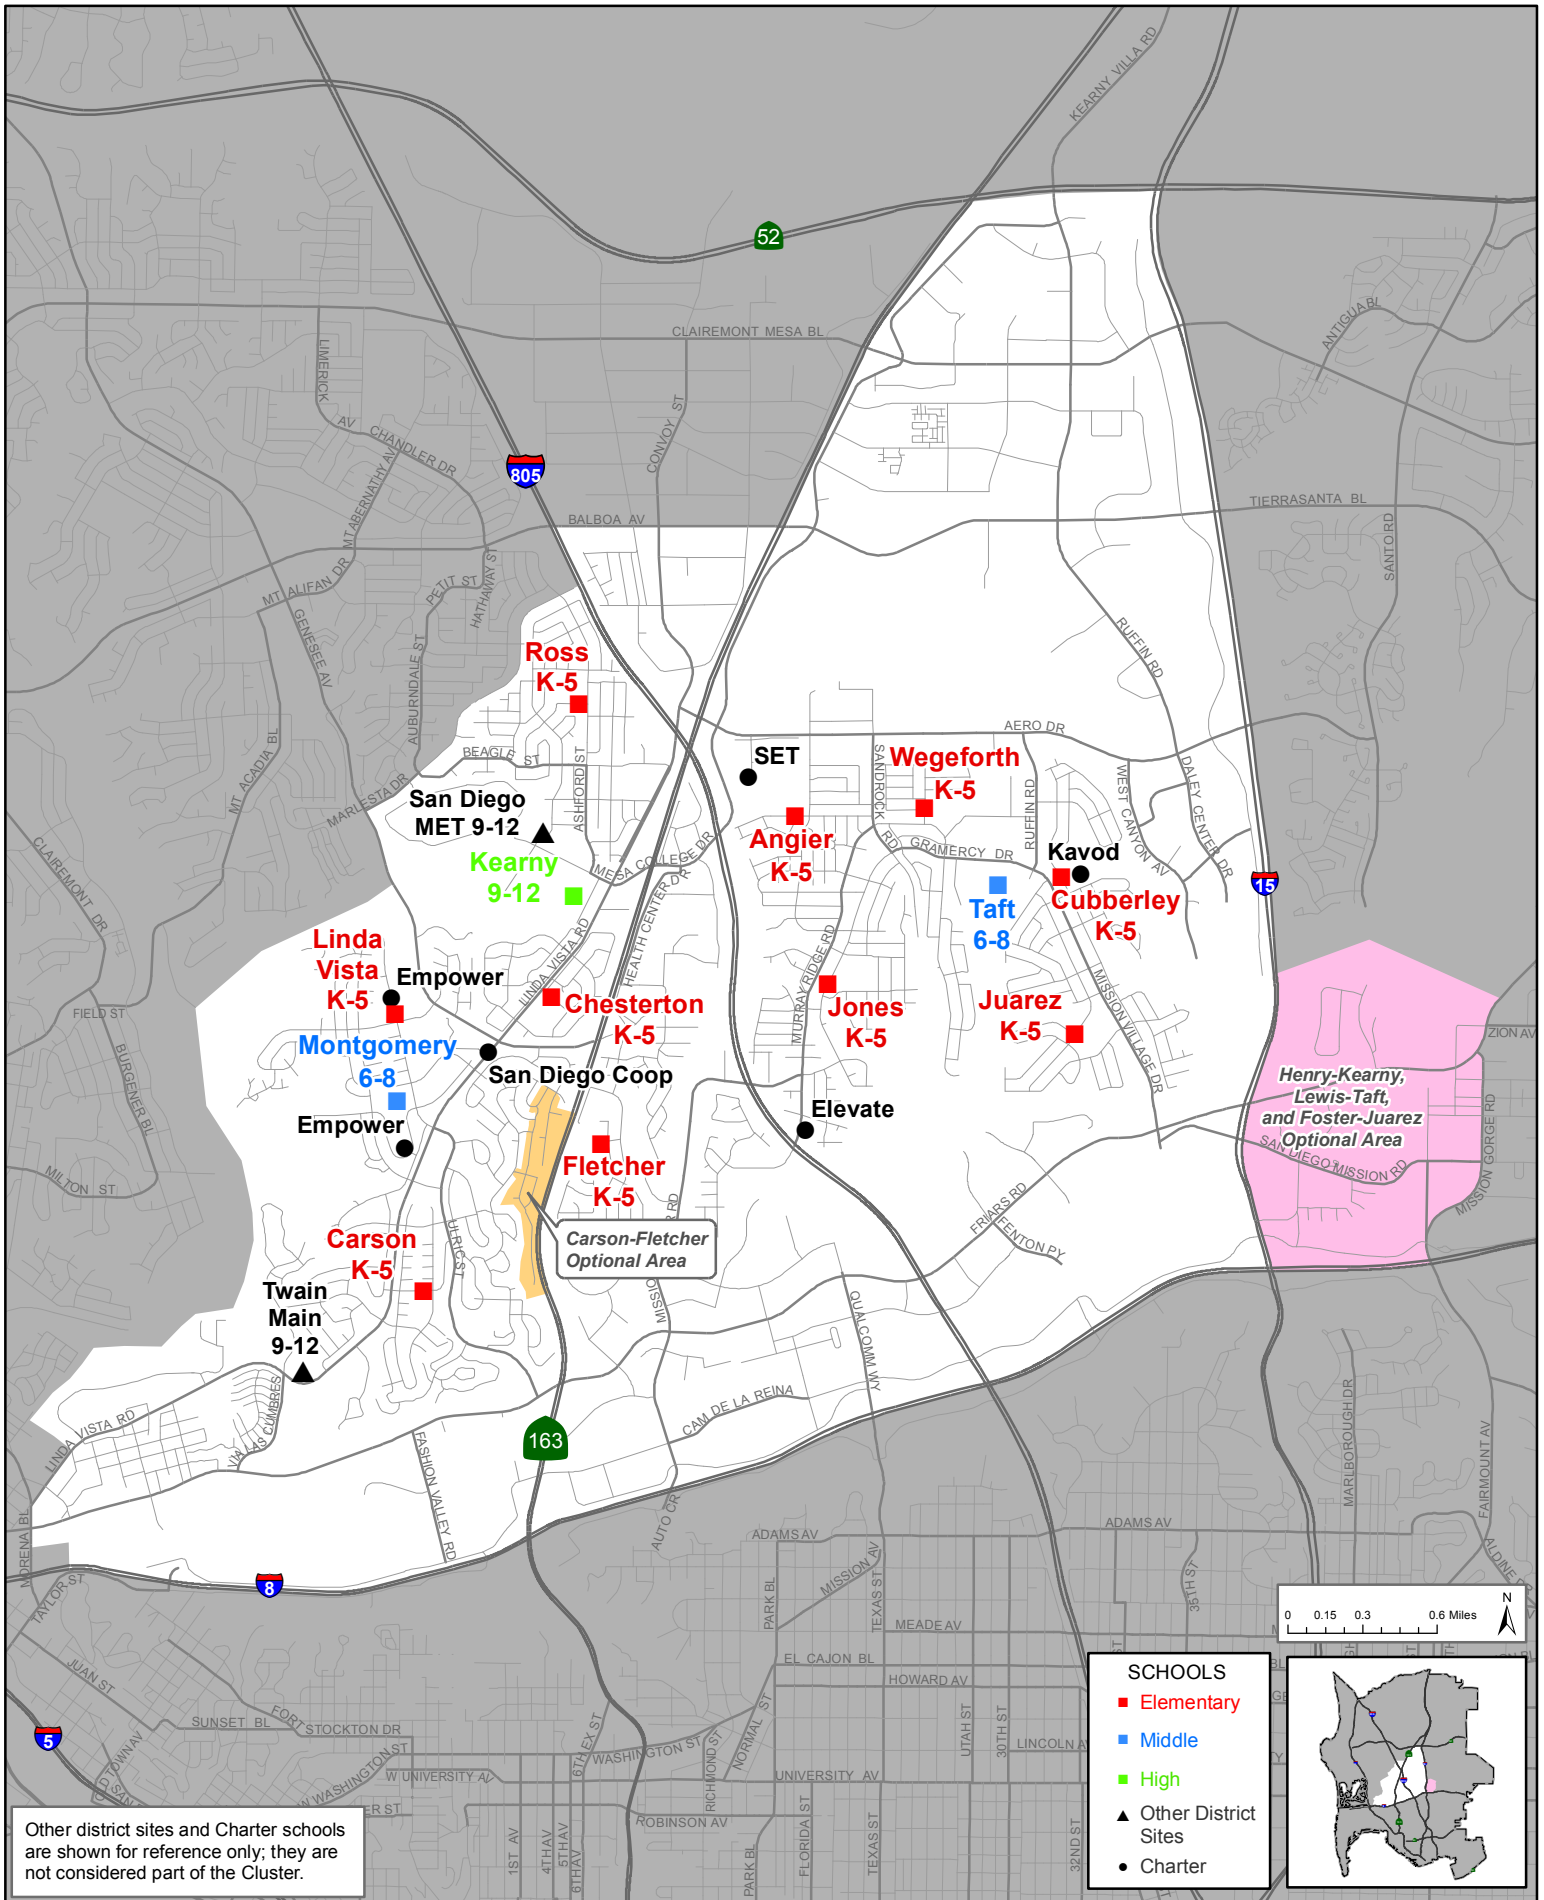 KEARNY VILLA RD
52
ANTIGUA BL
CLAIREMONT MESA BL
LIMERICK
AV
CHANDLER DR
CONVOY ST
MT ABERNATHY AV
805
TIERRASANTA BL
BALBOA AV
SANTO RD
HATHAWAY ST
PETIT ST
MT ALIFAN DR
GENESEE AV
RUFFIN RD
AUBURNDALE ST
Ross
K-5
MT ACADIA BL
AERO DR
BEAGLE ST
SET
SANDROCK
RD
Wegeforth
K-5
WEST CANYON AV
DALEY CENTER DR
ASHFORD ST
RUFFIN RD
MARLESTA DR
San Diego
MET 9-12
Angier
K-5
CLAIREMONT DR
Kearny
9-12
MESA COLLEGE DR
GRAMERCY DR
Kavod
15
HEALTH CENTER DR
Taft
6-8
Cubberley
K-5
Linda
Vista
K-5
LINDA VISTA RD
MURRAY RIDGE RD
Empower
Chesterton
K-5
Jones
K-5
Juarez
K-5
MISSION VILLAGE DR
FIELD ST
ZION AV
Montgomery
6-8
San Diego Coop
BURGENER BL
Henry-Kearny,
Lewis-Taft,
and Foster-Juarez
Optional Area
Empower
Elevate
SAN DIEGO MISSION RD
MISSION GORGE RD
MILTON ST
Fletcher
K-5
FRIARS RD
FENTON PY
R RD
ULRIC ST
Carson-Fletcher
Optional Area
Carson
K-5
Twain
Main
9-12
MISSIO
QUALCOMM WY
CAM DE LA REINA
VIA LAS CUMBRES
LINDA VISTA RD
MARLBOROUGH DR
FAIRMOUNT AV
163
FASHION VALLEY RD
AUTO CR
MORENA BL
ADAMS AV
ADAMS AV
ALDINE DR
8
TAYLOR ST
MISSION AV
PARK BL
TEXAS ST
35TH ST
0 0.15 0.3 0.6 Miles
N
MEADE AV
JUAN ST
EL CAJON BL
HOWARD AV
SCHOOLS
Elementary
Middle
High
Other District
Sites
Charter
5
SUNSET BL
FORT
STOCKTON DR
6TH EX ST
WASHINGTON ST
RICHMOND ST
NORMAL ST
UTAH ST
30TH ST
LINCOLN A
W WASHINGTON ST
W UNIVERSITY AV
UNIVERSITY AV
ER ST
ROBINSON AV
1ST AV
4TH AV
5TH AV
6TH AV
PARK BL
FLORIDA ST
TEXAS ST
32ND ST
Other district sites and Charter schools
are shown for reference only; they are
not considered part of the Cluster.